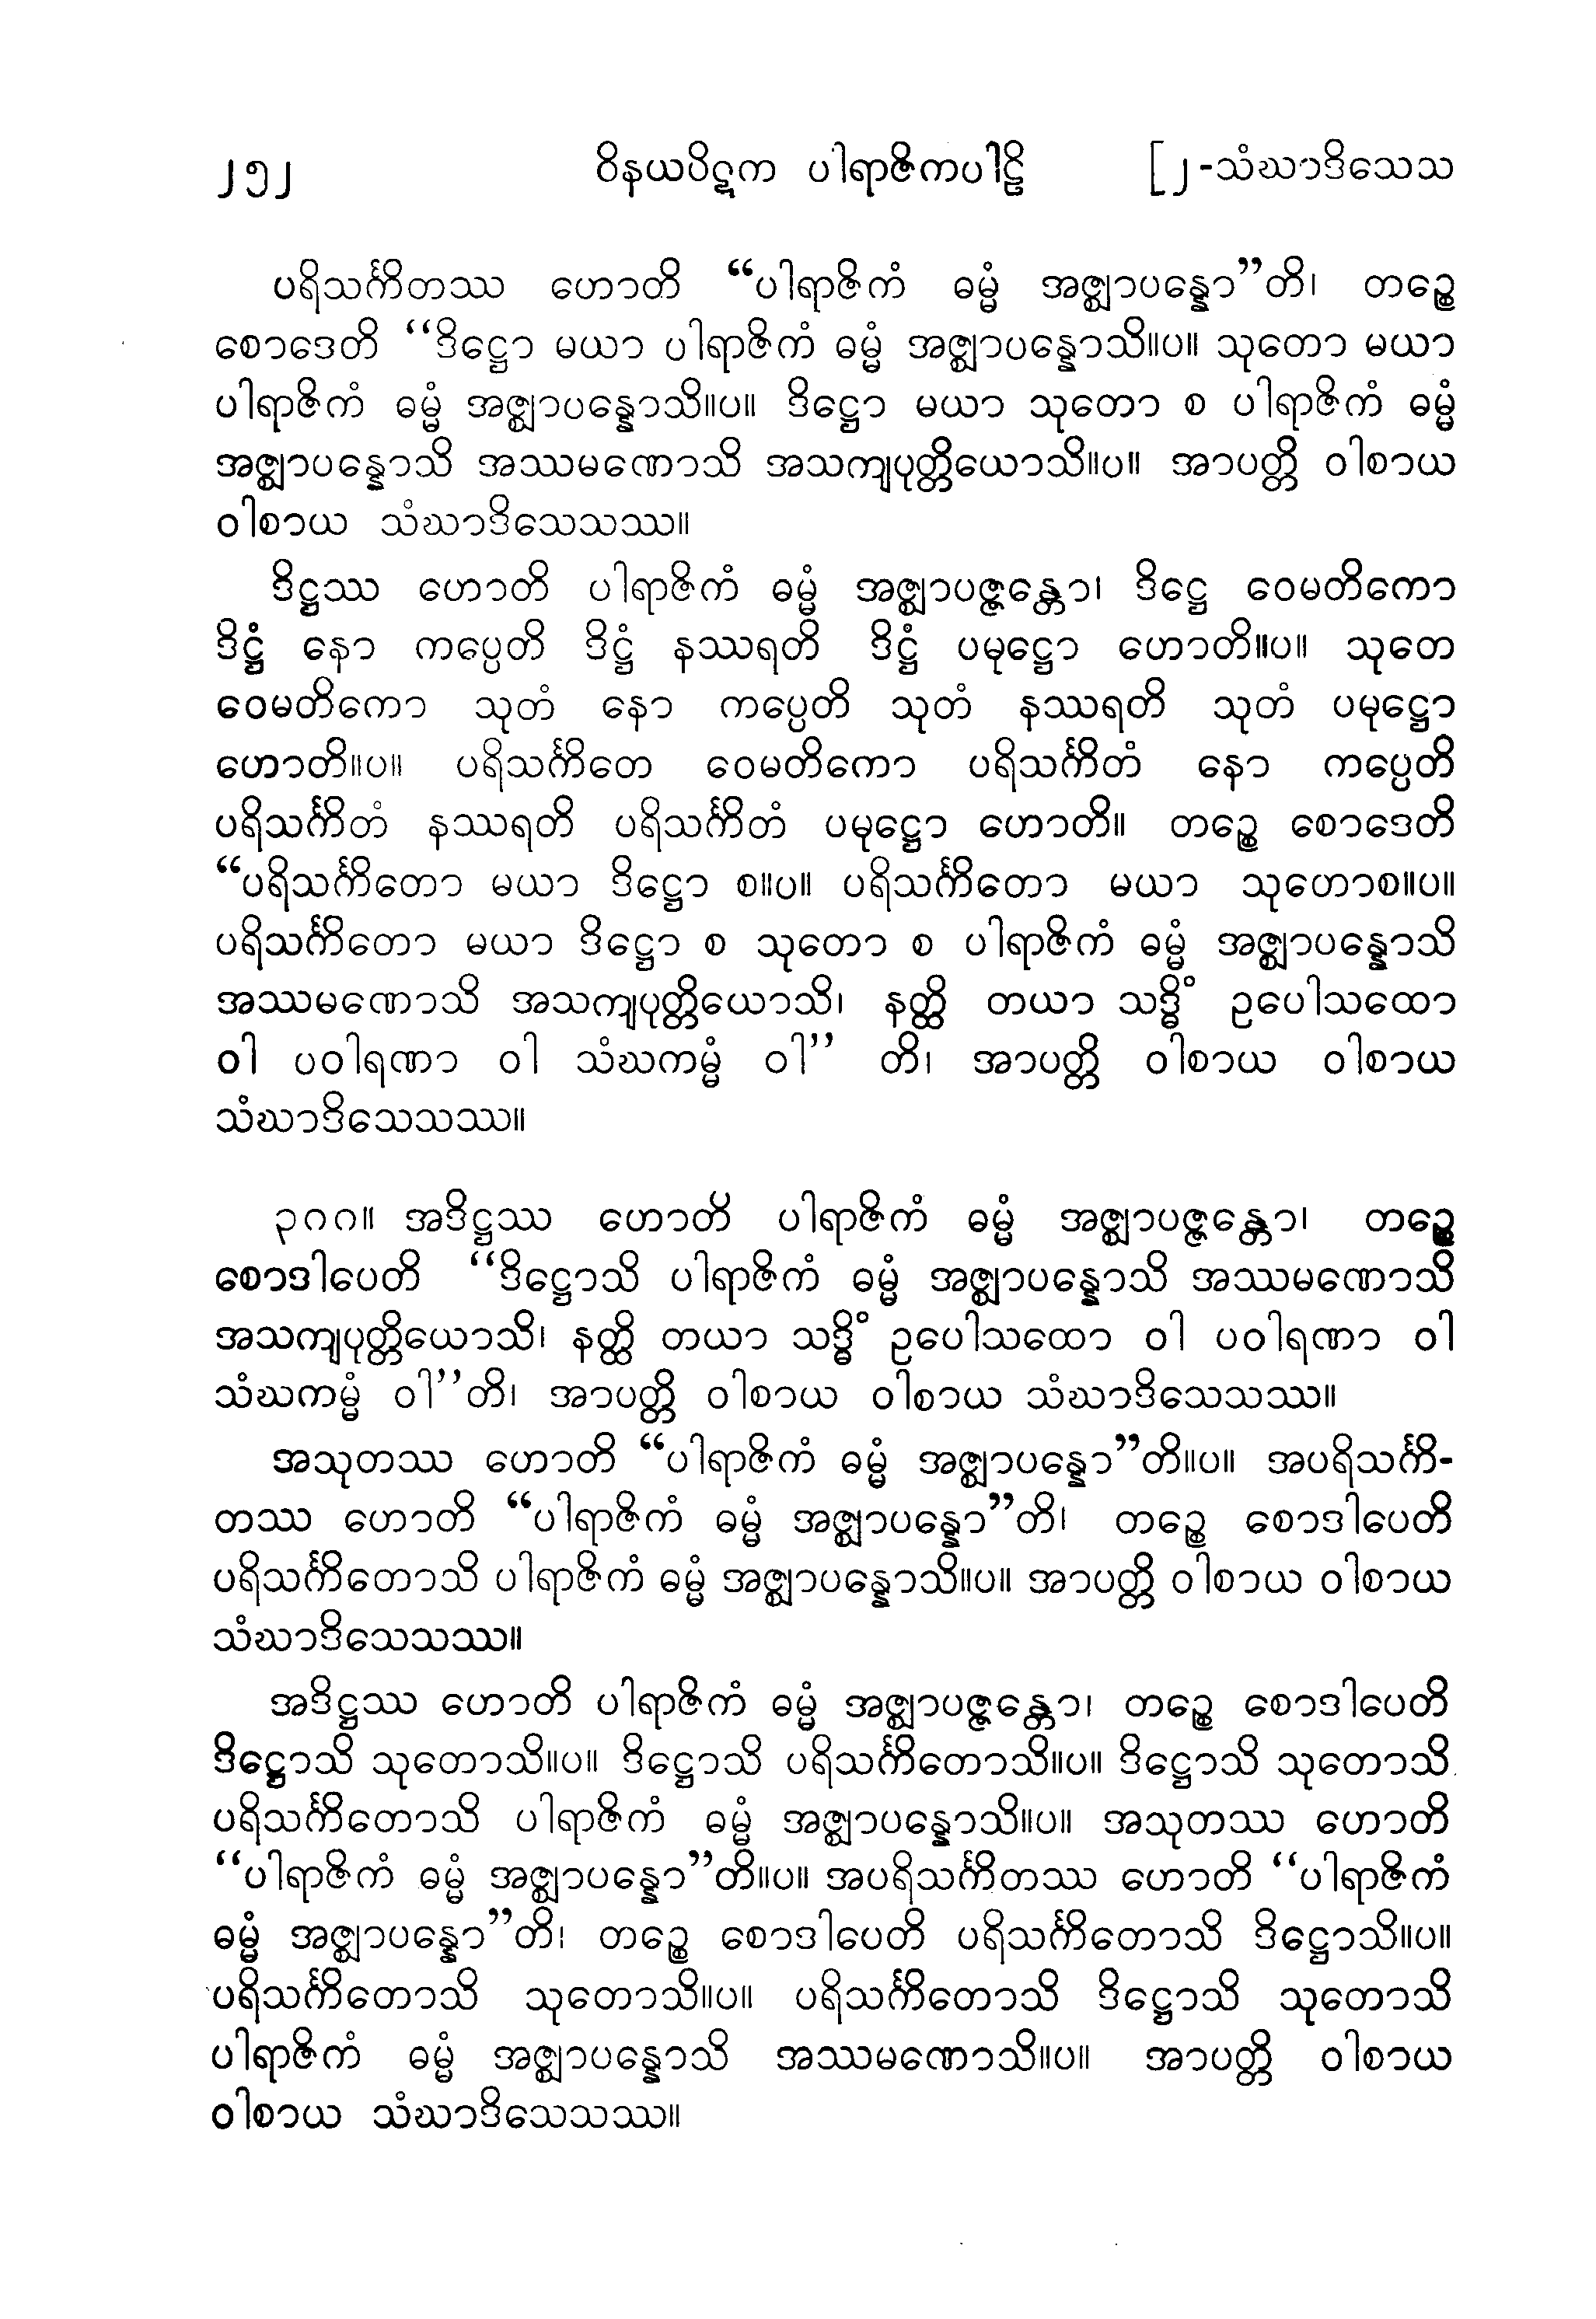 ၂၅၂ ဝိနယပိဋက ပါရာဇိကပါဠိ [၂-သံဃာဒိသေသ
ပရိသင်္ကိတဿ ဟောတိ “ပါရာဇိကံ ဓမ္မံ အဇ္ဈာပန္နော”တိ၊ တဉ္စေ
စောဒေတိ “ဒိဋ္ဌော မယာ ပါရာဇိကံ ဓမ္မံ အဇ္ဈာပန္နောသိ။ပ။ သုတော မယာ
ပါရာဇိကံ ဓမ္မံ အဇ္ဈာပန္နောသိ။ပ။ ဒိဋ္ဌော မယာ သုတော စ ပါရာဇိကံ ဓမ္မံ
အဇ္ဈာပန္နောသိ အဿမဏောသိ အသကျပုတ္တိယောသိ။ပ။ အာပတ္တိ ဝါစာယ
ဝါစာယ သံဃာဒိသေသဿ။
ဒိဋ္ဌဿ ဟောတိ ပါရာဇိကံ ဓမ္မံ အဇ္ဈာပဇ္ဇန္တော၊ ဒိဋ္ဌေ ဝေမတိကော
ဒိဋ္ဌံ နော ကပ္ပေတိ ဒိဋ္ဌံ နဿရတိ ဒိဋ္ဌံ ပမုဋ္ဌော ဟောတိ။ပ။ သုတေ
ဝေမတိကော သုတံ နော ကပ္ပေတိ သုတံ နဿရတိ သုတံ ပမုဋ္ဌော
ဟောတိ။ပ။ ပရိသင်္ကိတေ ဝေမတိကော ပရိသင်္ကိတံ နော ကပ္ပေတိ
ပရိသင်္ကိတံ နဿရတိ ပရိသင်္ကိတံ ပမုဋ္ဌော ဟောတိ။ တဉ္စေ စောဒေတိ
“ပရိသင်္ကိတော မယာ ဒိဋ္ဌော စ။ပ။ ပရိသင်္ကိတော မယာ သုဟောစ။ပ။
ပရိသင်္ကိတော မယာ ဒိဋ္ဌော စ သုတော စ ပါရာဇိကံ ဓမ္မံ အဇ္ဈာပန္နောသိ
အဿမဏောသိ အသကျပုတ္တိယောသိ၊ နတ္ထိ တယာ သဒ္ဓိံ ဥပေါသထော
ဝါ ပဝါရဏာ ဝါ သံဃကမ္မံ ဝါ” တိ၊ အာပတ္တိ ဝါစာယ ဝါစာယ
သံဃာဒိသေသဿ။
၃၈၈။ အဒိဋ္ဌဿ ဟောတိ ပါရာဇိကံ ဓမ္မံ အဇ္ဈာပဇ္ဇန္တော၊ တဉ္စေ
စောဒါပေတိ “ဒိဋ္ဌောသိ ပါရာဇိကံ ဓမ္မံ အဇ္ဈာပန္နောသိ အဿမဏောသိ
အသကျပုတ္တိယောသိ၊ နတ္ထိ တယာ သဒ္ဓိံ ဥပေါသထော ဝါ ပဝါရဏာ ဝါ
သံဃကမ္မံ ဝါ”တိ၊ အာပတ္တိ ဝါစာယ ဝါစာယ သံဃာဒိသေသဿ။
အသုတဿ ဟောတိ “ပါရာဇိကံ ဓမ္မံ အဇ္ဈာပန္နော”တိ။ပ။ အပရိသင်္ကိ-
တဿ ဟောတိ “ပါရာဇိကံ ဓမ္မံ အဇ္ဈာပန္နော”တိ၊ တဉ္စေ စောဒါပေတိ
ပရိသင်္ကိတောသိ ပါရာဇိကံ ဓမ္မံ အဇ္ဈာပန္နောသိ။ပ။ အာပတ္တိ ဝါစာယ ဝါစာယ
သံဃာဒိသေသဿ။
အဒိဋ္ဌဿ ဟောတိ ပါရာဇိကံ ဓမ္မံ အဇ္ဈာပဇ္ဇန္တော၊ တဉ္စေ စောဒါပေတိ
ဒိဋ္ဌောသိ သုတောသိ။ပ။ ဒိဋ္ဌောသိ ပရိသင်္ကိတောသိ။ပ။ ဒိဋ္ဌောသိ သုတောသိ
ပရိသင်္ကိတောသိ ပါရာဇိကံ ဓမ္မံ အဇ္ဈာပန္နောသိ။ပ။ အသုတဿ ဟောတိ
“ပါရာဇိကံ ဓမ္မံ အဇ္ဈာပန္နော”တိ။ပ။ အပရိသင်္ကိတဿ ဟောတိ “ပါရာဇိကံ
ဓမ္မံ အဇ္ဈာပန္နော”တိ၊ တဉ္စေ စောဒါပေတိ ပရိသင်္ကိတောသိ ဒိဋ္ဌောသိ။ပ။
ပရိသင်္ကိတောသိ သုတောသိ။ပ။ ပရိသင်္ကိတောသိ ဒိဋ္ဌောသိ သုတောသိ
ပါရာဇိကံ ဓမ္မံ အဇ္ဈာပန္နောသိ အဿမဏောသိ။ပ။ အာပတ္တိ ဝါစာယ
ဝါစာယ သံဃာဒိသေသဿ။